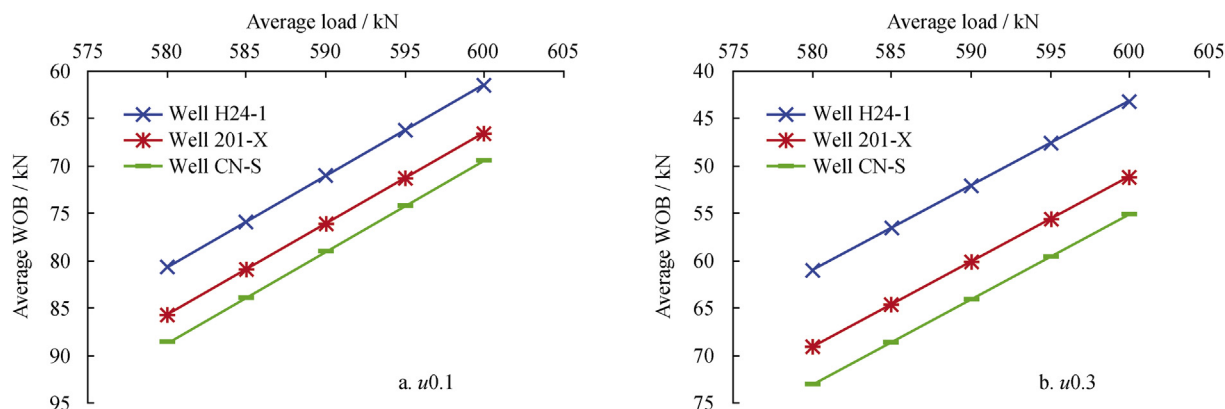 Average load / kN
575 580 585 590 595 600 605
60
65
70
75
80
85
90
95
Average WOB / kN
Well H24-1
Well 201-X
Well CN-S
a. u0.1
Average load / kN
575 580 585 590 595 600 605
40
45
50
55
60
65
70
75
Average WOB / kN
Well H24-1
Well 201-X
Well CN-S
b. u0.3